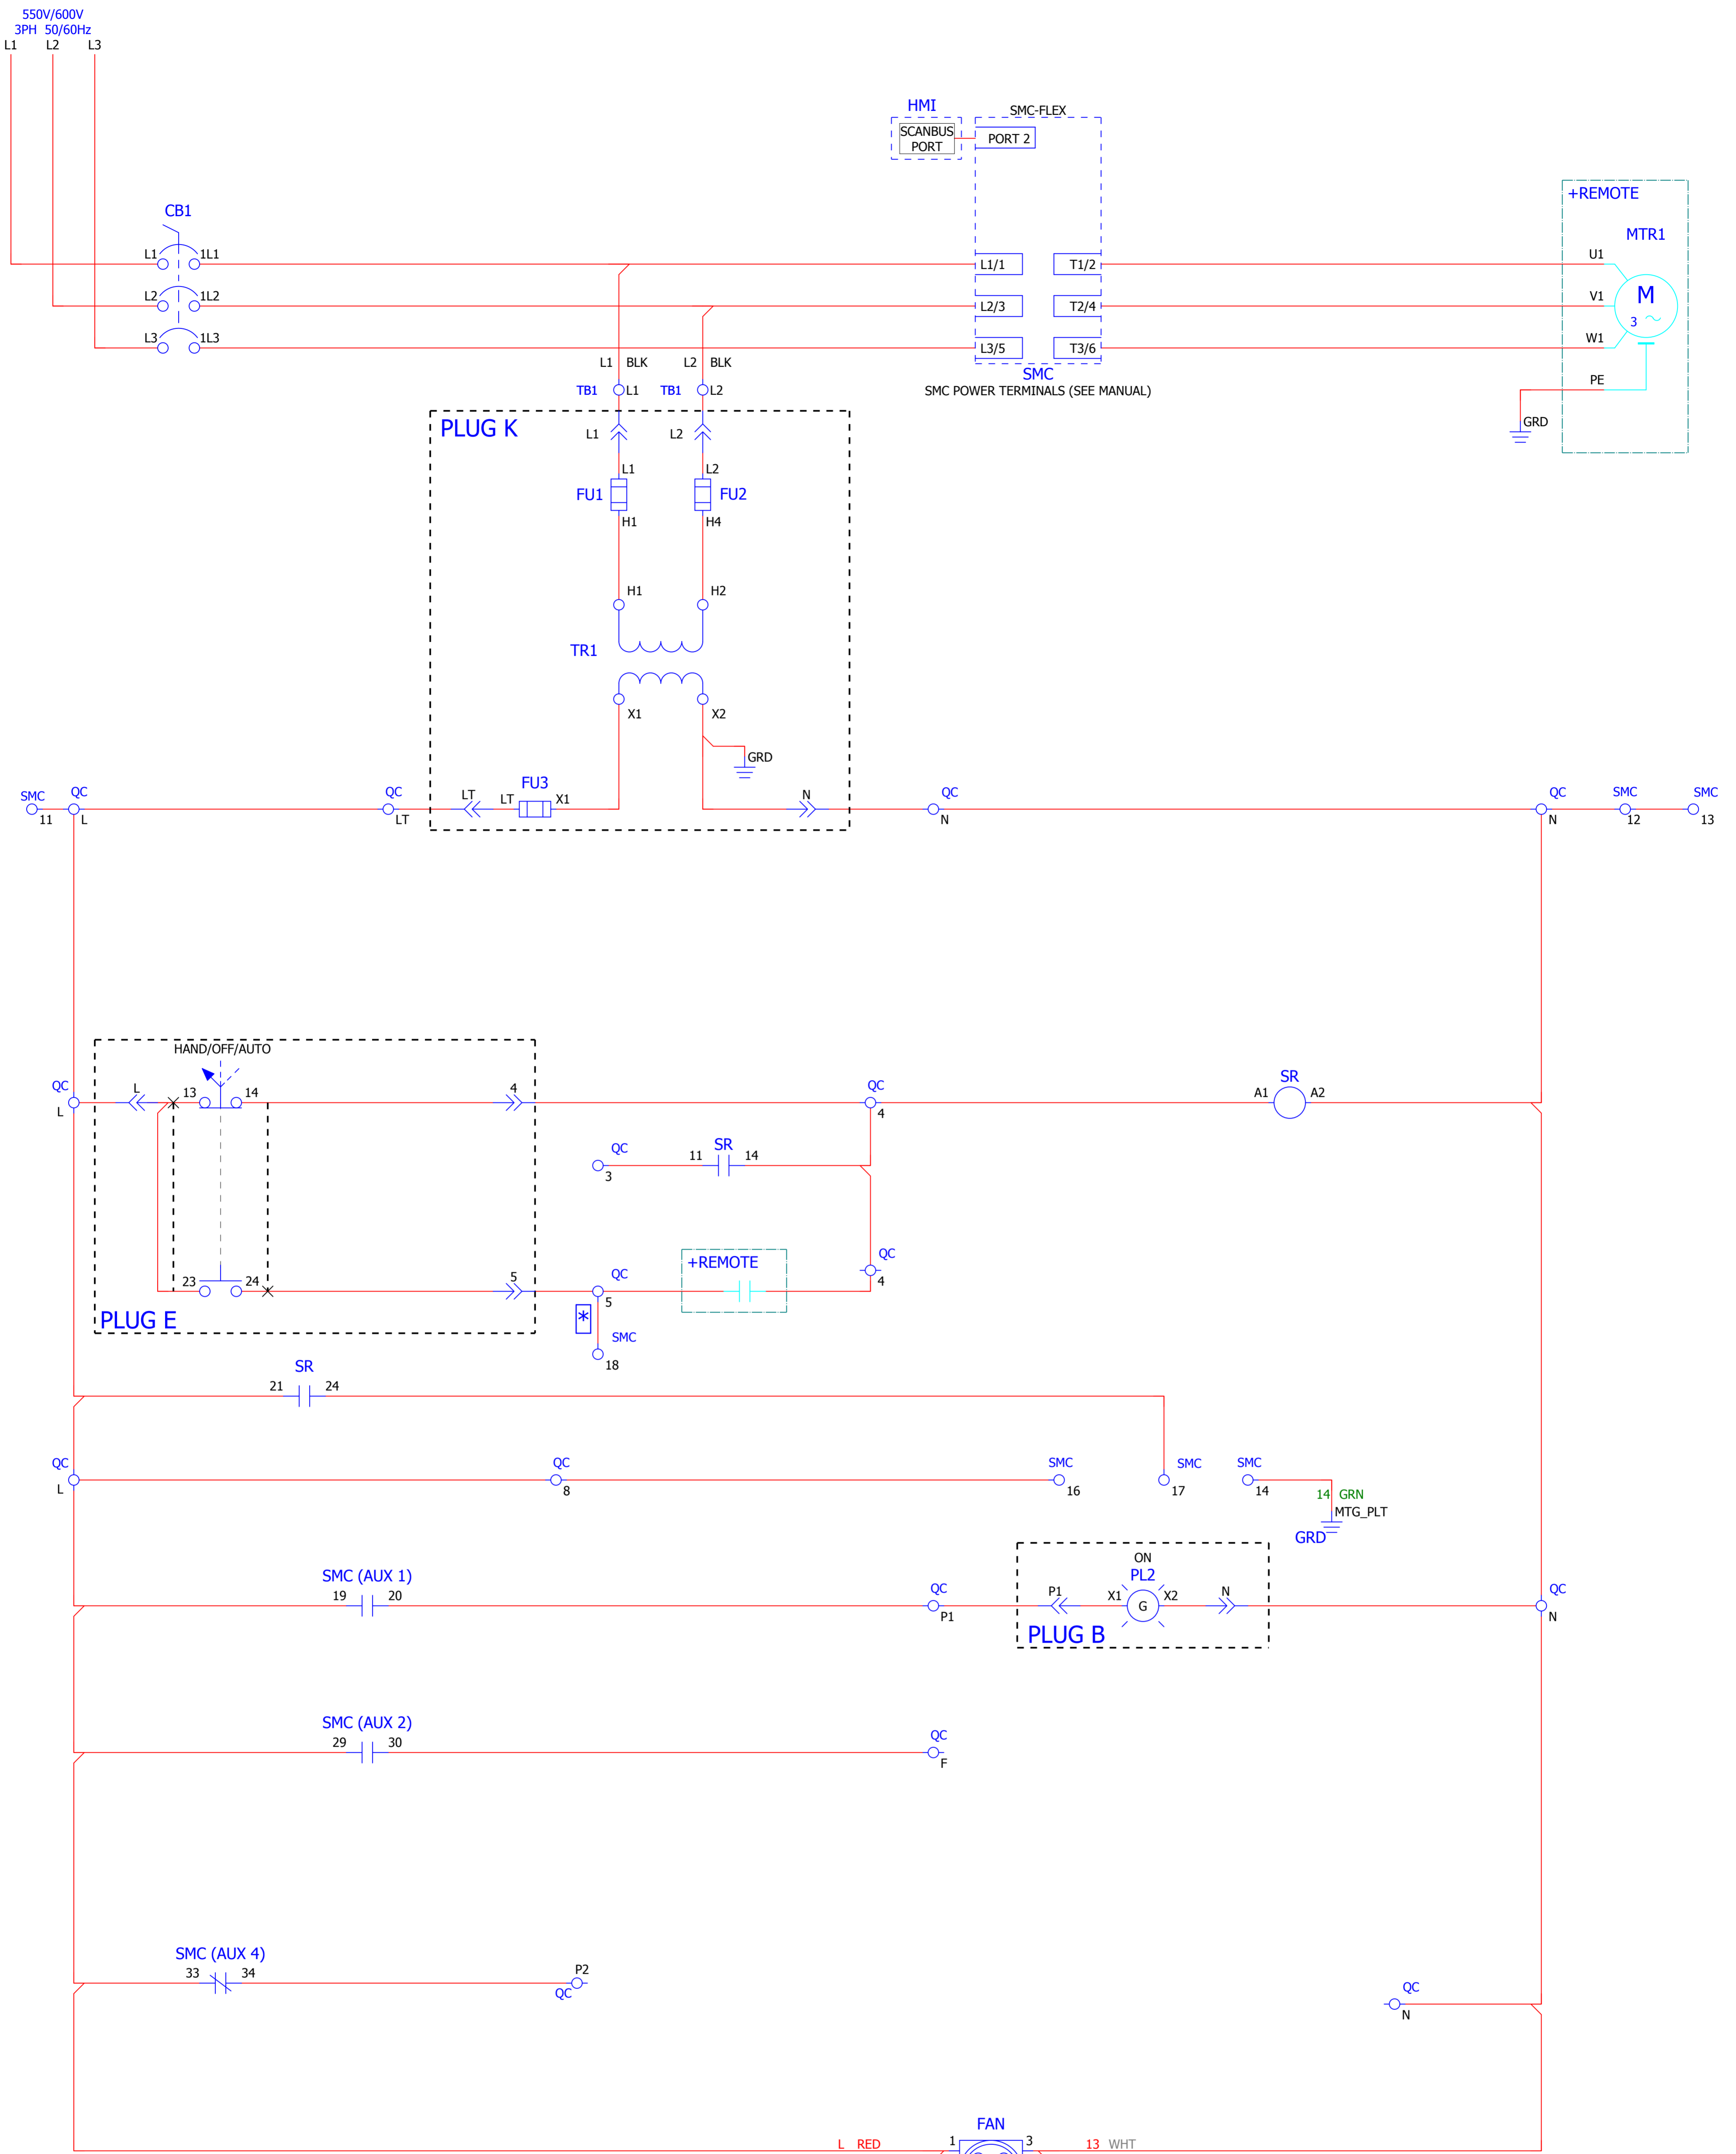 550V/600V
3PH 50/60Hz
L1 L2 L3
HMI
SMC-FLEX
SCANBUS
PORT
PORT 2
+REMOTE
CB1
MTR1
L1 1L1
L1/1 T1/2
U1
L2 1L2
L2/3 T2/4
V1
M
3
L3 1L3
L3/5 T3/6
W1
L1 BLK L2 BLK
SMC
PE
TB1 L1 TB1 L2
SMC POWER TERMINALS (SEE MANUAL)
GRD
PLUG K
L1 L2
L1 L2
FU1 FU2
H1 H4
H1 H2
TR1
X1 X2
GRD
FU3
SMC QC QC LT LT X1 N QC QC SMC SMC
11 L LT N N 12 13
HAND/OFF/AUTO
QC L 13 14 4 QC SR
A1 A2
L 4
QC SR
11 14
3
QC
+REMOTE
4
23 24 5 QC
5
PLUG E
*
SMC
18
SR
21 24
QC QC SMC SMC SMC
L 8 16 17 14
14 GRN
MTG_PLT
GRD
ON
SMC (AUX 1) PL2
19 20 QC P1 X1 G X2 N QC
P1 N
PLUG B
SMC (AUX 2)
29 30 QC
F
SMC (AUX 4)
33 34 P2
QC
QC
N
FAN
L RED 1 3 13 WHT